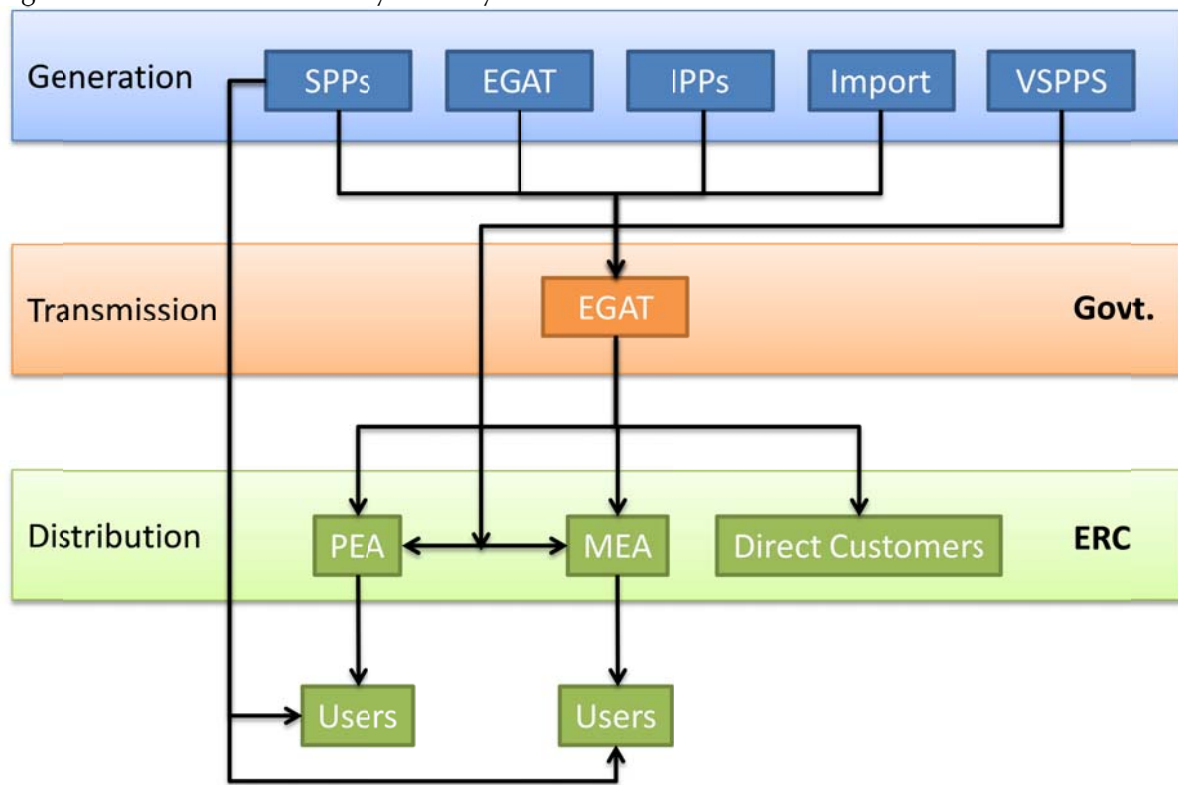 Generation
SPPs
EGAT
IPPs
Import
VSPPS
Transmission
EGAT
Govt.
Distribution
PEA
MEA
Direct Customers
ERC
Users
Users